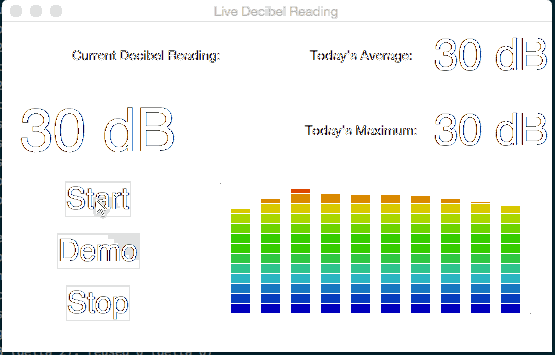 Live Decibel Reading
Current Decibel Reading:
30 dB
Today's Average:
30 dB
Today's Maximum:
30 dB
Start
Demo
Stop